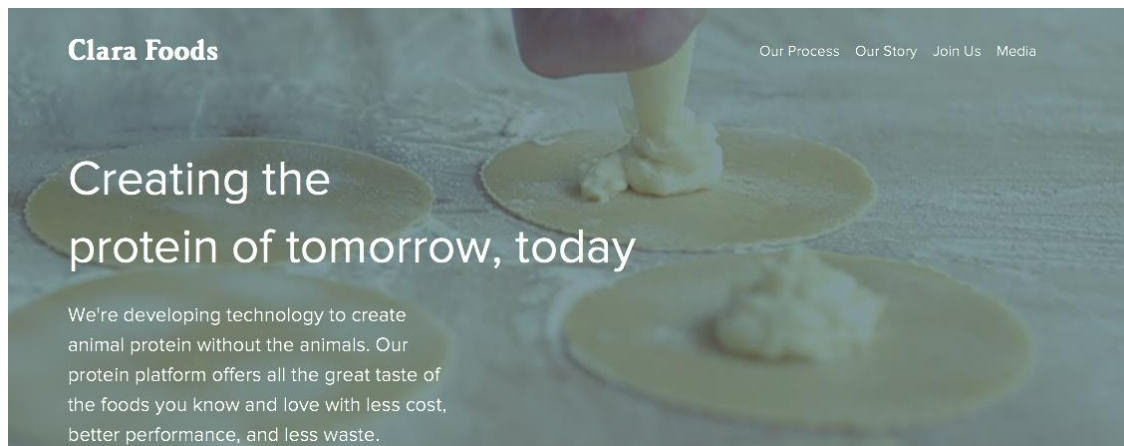 Clara Foods
Our Process Our Story Join Us Media
Creating the
protein of tomorrow, today
We're developing technology to create
animal protein without the animals. Our
protein platform offers all the great taste of
the foods you know and love with less cost,
better performance, and less waste.